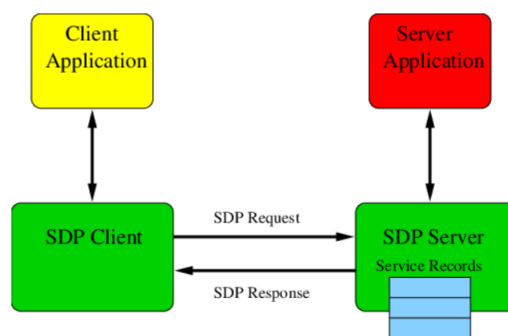 Client
Application
Server
Application
SDP Client
SDP Request
SDP Server
Service Records
SDP Response